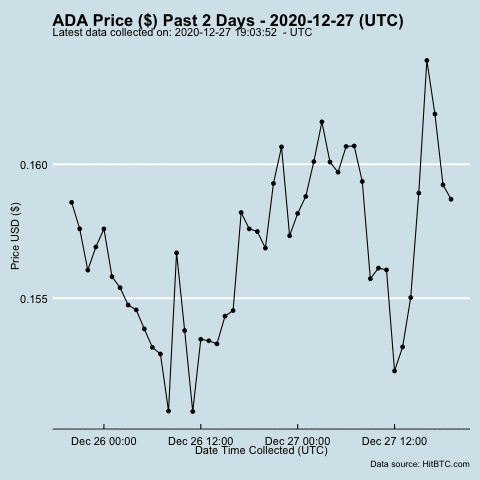 ADA Price ($) Past 2 Days - 2020-12-27 (UTC)
Latest data collected on: 2020-12-27 19:03:52  - UTC
0.160
Price USD ($)
0.155
Dec 26 00:00 Dec 26 12:00 Dec 27 00:00 Dec 27 12:00
Date Time Collected (UTC)
Data source: HitBTC.com